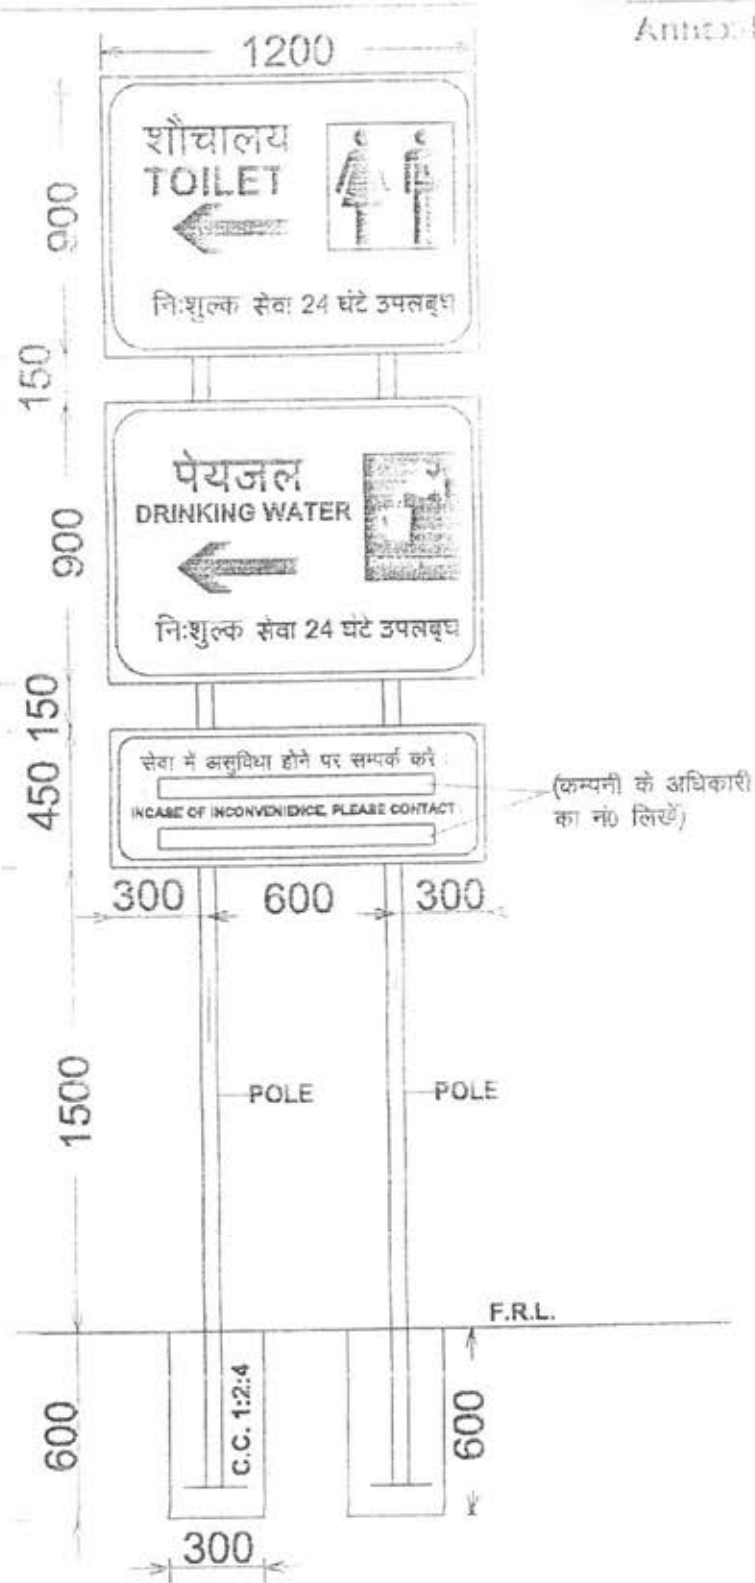 1200
900
शौचालय
TOILET
निःशुल्क सेवा 24 घंटे उपलब्ध
150
900
पेयजल
DRINKING WATER
निःशुल्क सेवा 24 घंटे उपलब्ध
150
450
सेवा में असुविधा होने पर सम्पर्क करे :
INCASE OF INCONVENIENCE, PLEASE CONTACT :
(कम्पनी के अधिकारी
का नं0 लिखें)
300 600 300
1500
POLE POLE
F.R.L.
600
C.C. 1:2:4
600
300